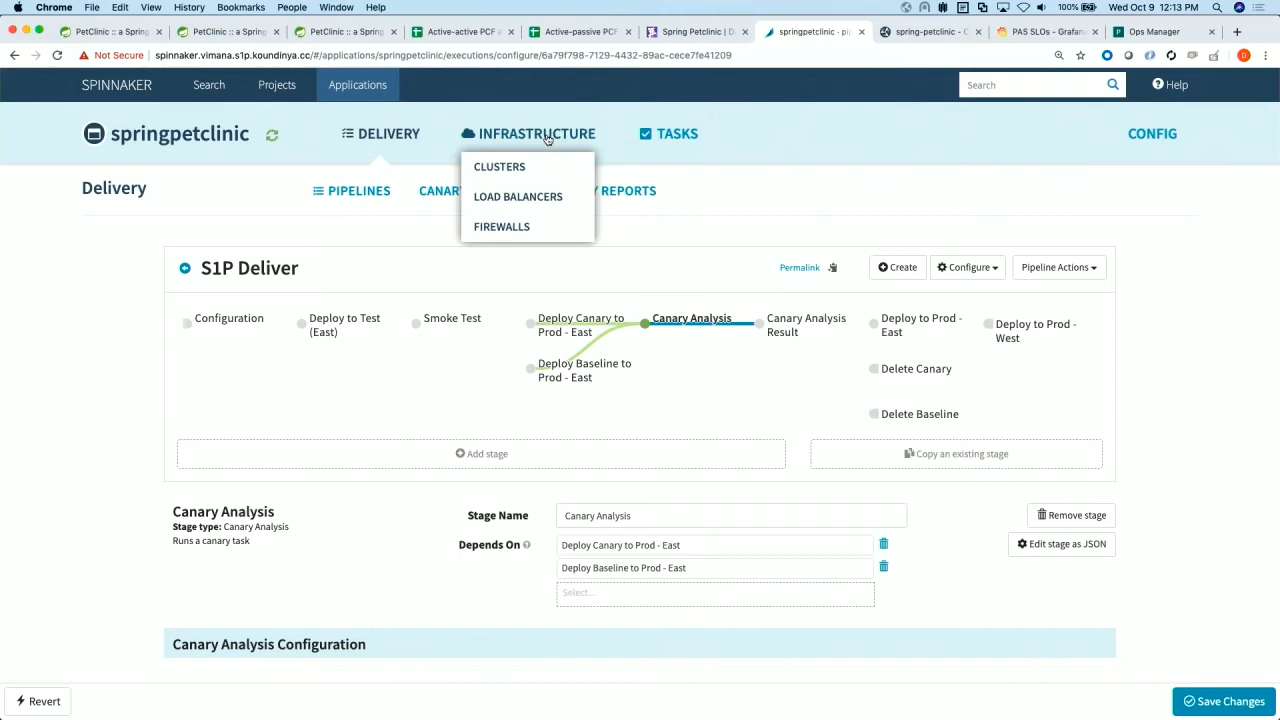 Chrome File Edit View History Bookmarks People Window Help 100% Wed Oct 9 12:13 PM
PetClinic :: a Spring PetClinic :: a Spring PetClinic :: a Spring Active-active PCF Active-passive PCF Spring Petclinic | D springpetclinic · pi spring-petclinic - C PAS SLOs - Grafan Ops Manager
Not Secure spinnaker.vimana.s1p.koundinya.cc/#/applications/springpetclinic/executions/configure/6a79f798-7129-4432-89ac-cece7fe41209
SPINNAKER Search Projects Applications Search Help
springpetclinic DELIVERY INFRASTRUCTURE TASKS CONFIG
CLUSTERS
LOAD BALANCERS
FIREWALLS
Delivery PIPELINES CANAR Y REPORTS
S1P Deliver Permalink Create Configure Pipeline Actions
Configuration
Deploy to Test
(East)
Smoke Test
Deploy Canary to
Prod - East
Canary Analysis
Canary Analysis
Result
Deploy to Prod -
East
Deploy to Prod -
West
Deploy Baseline to
Prod - East
Delete Canary
Delete Baseline
Add stage Copy an existing stage
Canary Analysis
Stage type: Canary Analysis
Runs a canary task
Stage Name Canary Analysis Remove stage
Depends On Deploy Canary to Prod - East Edit stage as JSON
Deploy Baseline to Prod - East
Select...
Canary Analysis Configuration
Revert Save Changes